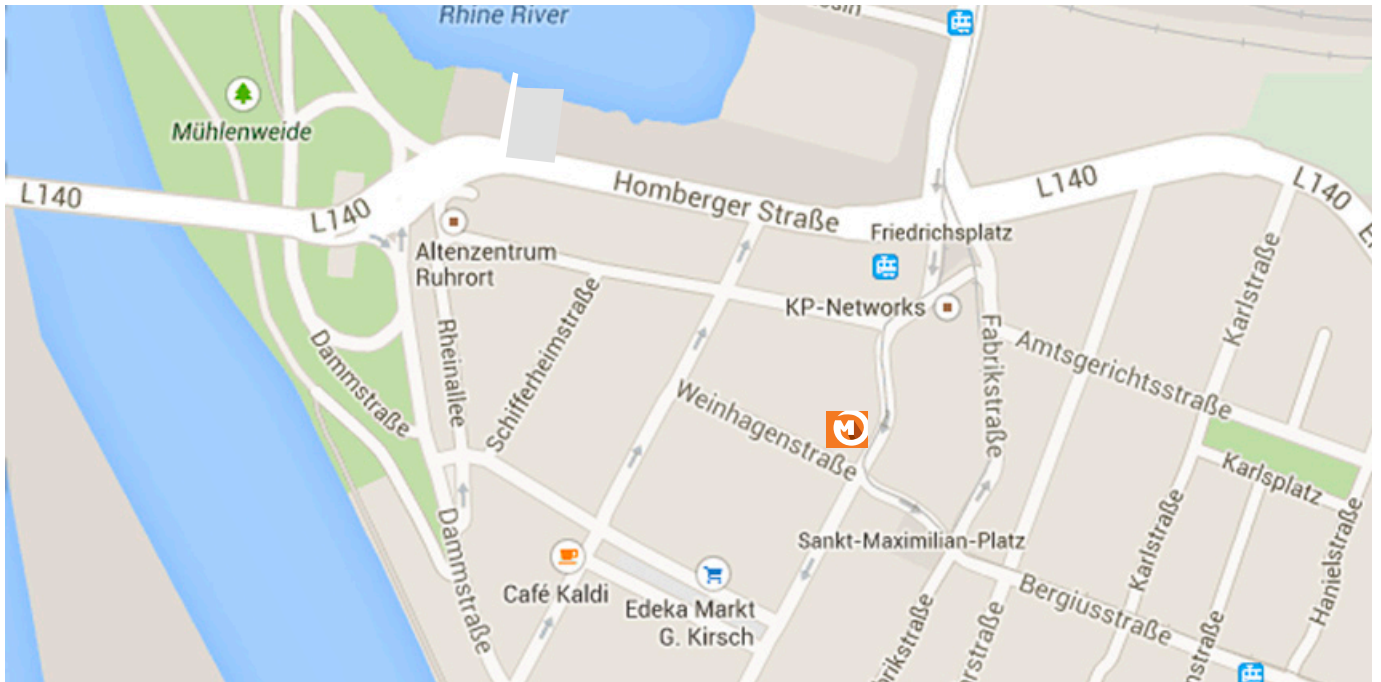 Rhine River
Mühlenweide
L140
L140
Homberger Straße
L140
L140
Friedrichsplatz
Altenzentrum
Ruhrort
KP-Networks
Karlstraße
Rheinallee
Schifferheimstraße
Dammstraße
Fabrikstraße
Amtsgerichtsstraße
Weinhagenstraße
M
Karlsplatz
Dammstraße
Sankt-Maximilian-Platz
Karlstraße
Hanielstraße
Café Kaldi
Edeka Markt
G. Kirsch
Bergiusstraße